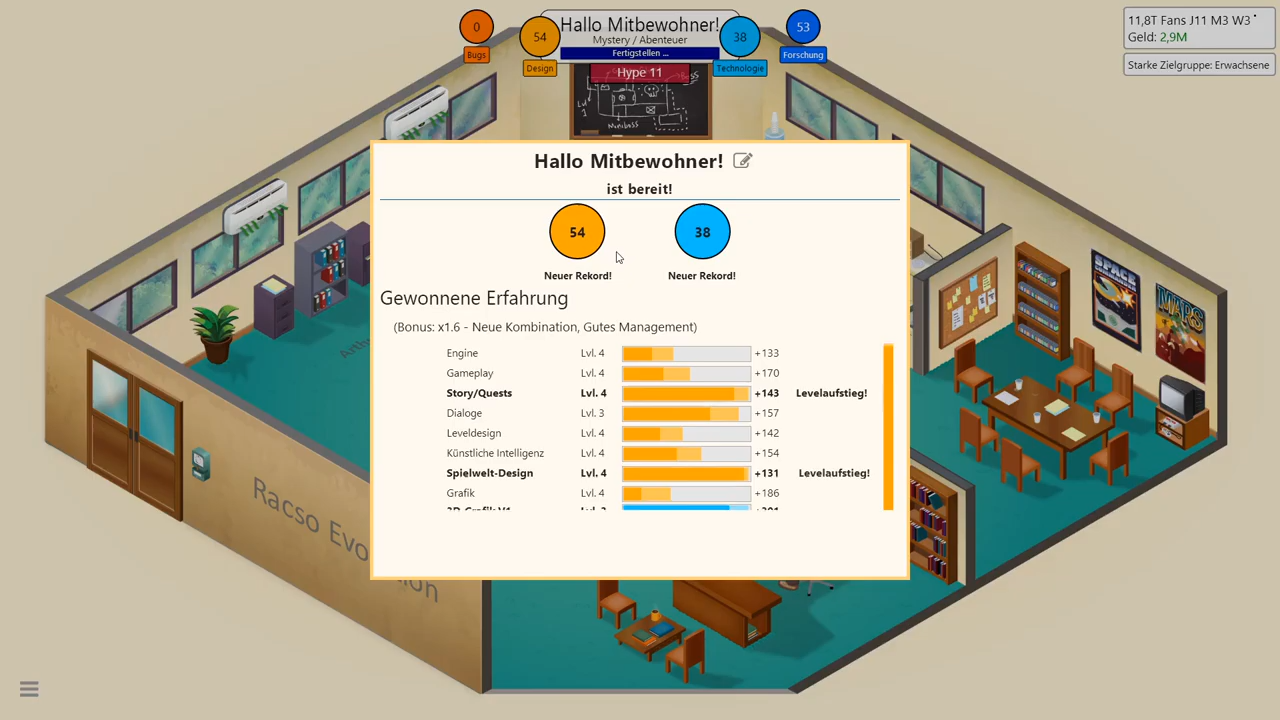 0
Bugs
54
Design
Hallo Mitbewohner!
Mystery / Abenteuer
Fertigstellen ...
Hype 11
38
Technologie
53
Forschung
11,8T Fans J11 M3 W3
Geld: 2,9M
Starke Zielgruppe: Erwachsene
Hallo Mitbewohner!
ist bereit!
54
38
Neuer Rekord!
Neuer Rekord!
Gewonnene Erfahrung
(Bonus: x1.6 - Neue Kombination, Gutes Management)
Engine Lvl. 4 +133
Gameplay Lvl. 4 +170
Story/Quests Lvl. 4 +143 Levelaufstieg!
Dialoge Lvl. 3 +157
Leveldesign Lvl. 4 +142
Künstliche Intelligenz Lvl. 4 +154
Spielwelt-Design Lvl. 4 +131 Levelaufstieg!
Grafik Lvl. 4 +186
SPACE
MARS
Racso Evo